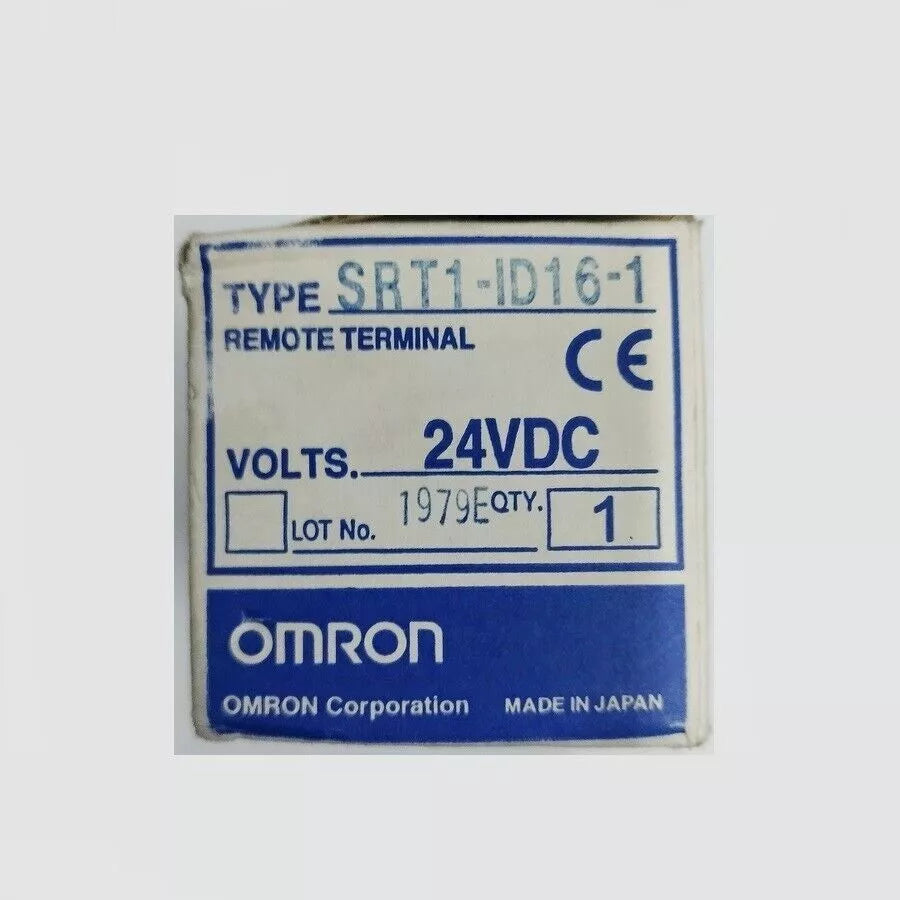 TYPE SRT1-ID16-1
REMOTE TERMINAL
CE
VOLTS. 24VDC
LOT No. 1979E QTY. 1
OMRON
OMRON Corporation MADE IN JAPAN